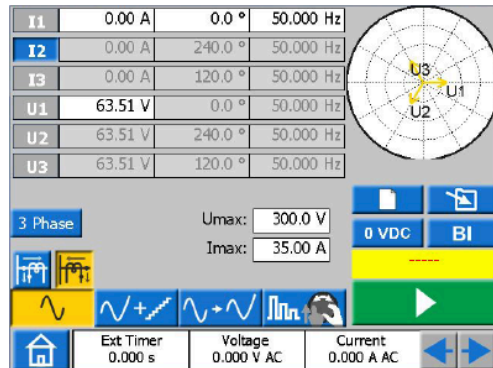 I1 0.00 A 0.0 ° 50.000 Hz
I2 0.00 A 240.0 ° 50.000 Hz
I3 0.00 A 120.0 ° 50.000 Hz
U1 63.51 V 0.0 ° 50.000 Hz
U2 63.51 V 240.0 ° 50.000 Hz
U3 63.51 V 120.0 ° 50.000 Hz
U3
U1
U2
3 Phase
Umax: 300.0 V
Imax: 35.00 A
0 VDC BI
-----
Ext Timer
0.000 s
Voltage
0.000 V AC
Current
0.000 A AC